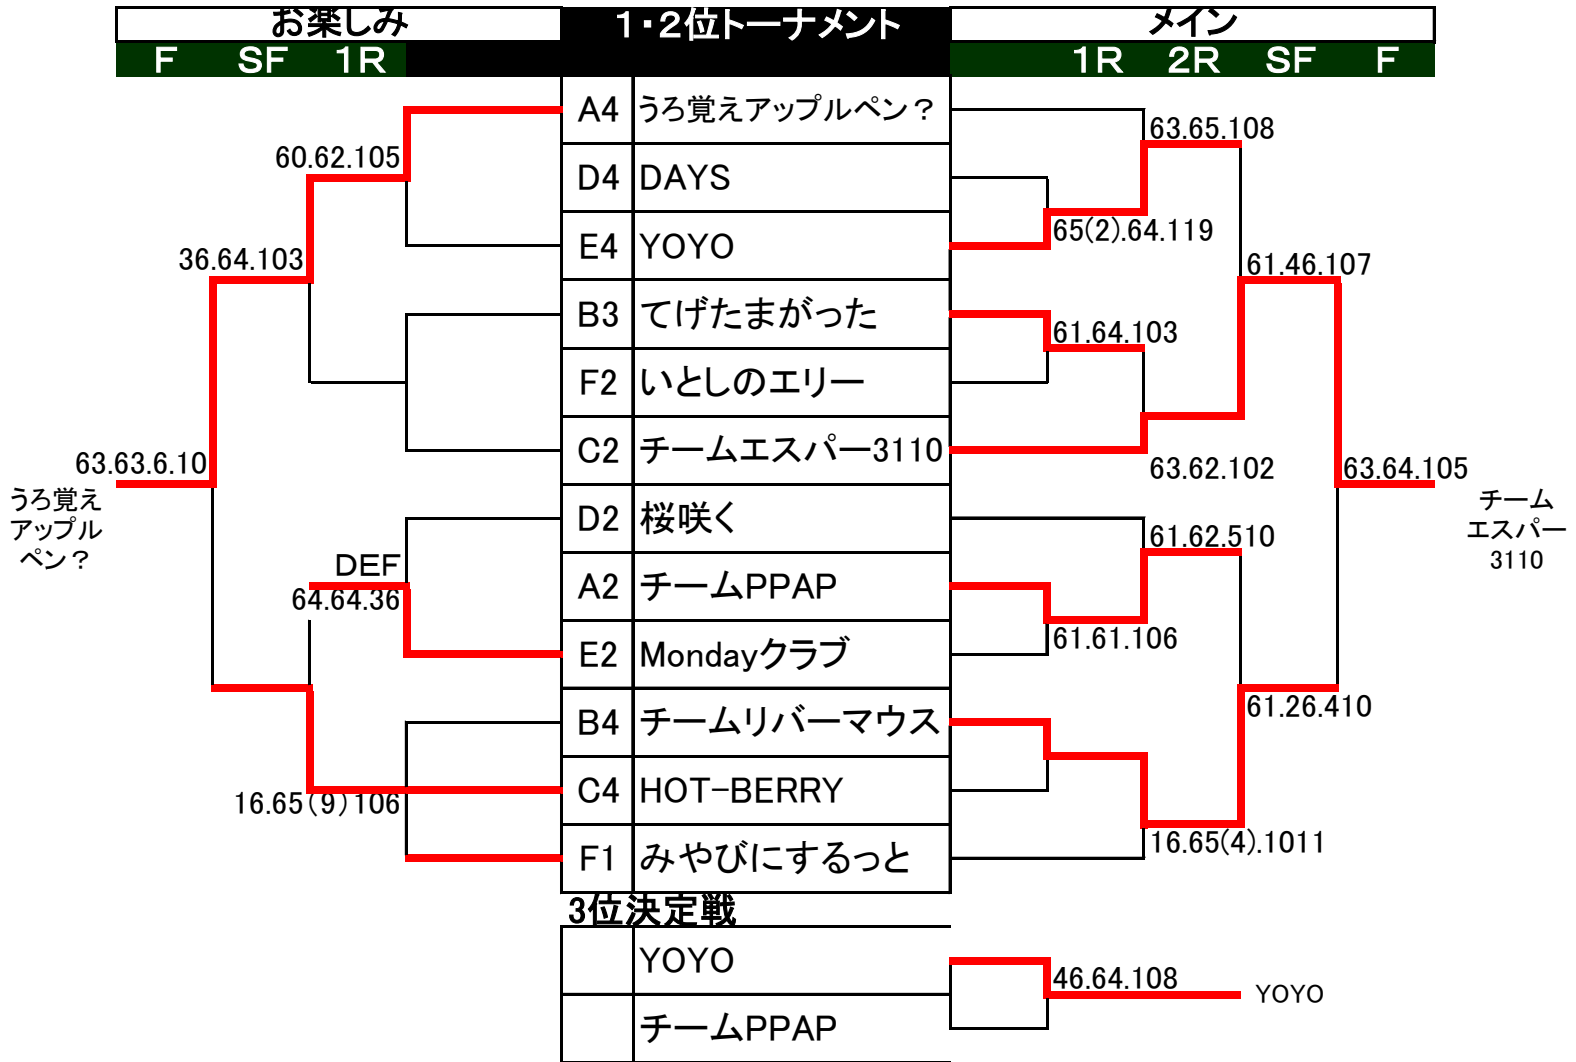 お楽しみ 1・2位トーナメント メイン
F SF 1R 1R 2R SF F
A4 うろ覚えアップルペン？
63.65.108
60.62.105
D4 DAYS
65(2).64.119
E4 YOYO
36.64.103
61.46.107
B3 てげたまがった
61.64.103
F2 いとしのエリー
C2 チームエスパー3110
63.63.6.10
63.62.102
63.64.105
うろ覚え
アップル
ペン？
チーム
エスパー
3110
D2 桜咲く
61.62.510
DEF
64.64.36
A2 チームPPAP
61.61.106
E2 Mondayクラブ
61.26.410
B4 チームリバーマウス
C4 HOT-BERRY
16.65(9)106
16.65(4).1011
F1 みやびにするっと
3位決定戦
YOYO
46.64.108
YOYO
チームPPAP